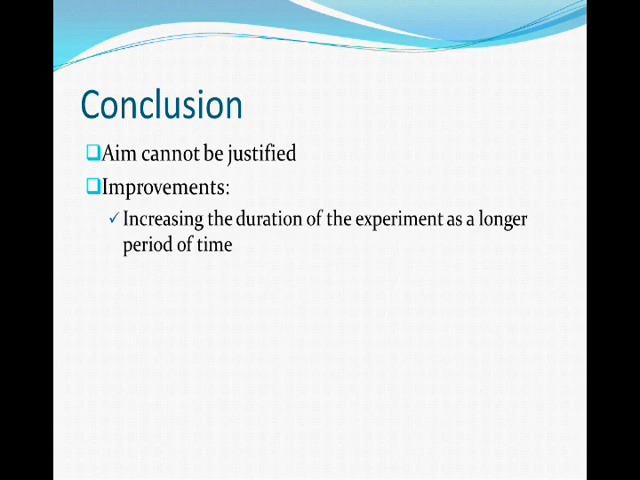 Conclusion
Aim cannot be justified
Improvements:
Increasing the duration of the experiment as a longer
period of time